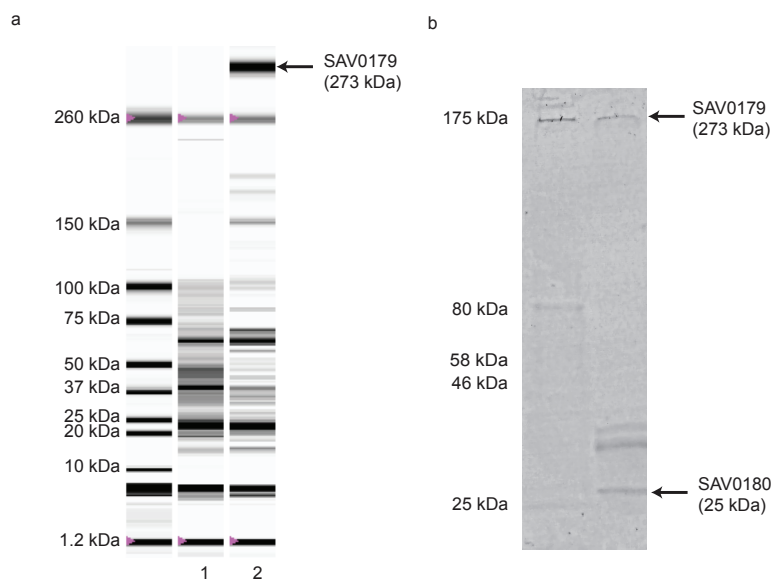 a
SAV0179
(273 kDa)
260 kDa
150 kDa
100 kDa
75 kDa
50 kDa
37 kDa
25 kDa
20 kDa
10 kDa
1.2 kDa
1
2
b
175 kDa
SAV0179
(273 kDa)
80 kDa
58 kDa
46 kDa
25 kDa
SAV0180
(25 kDa)